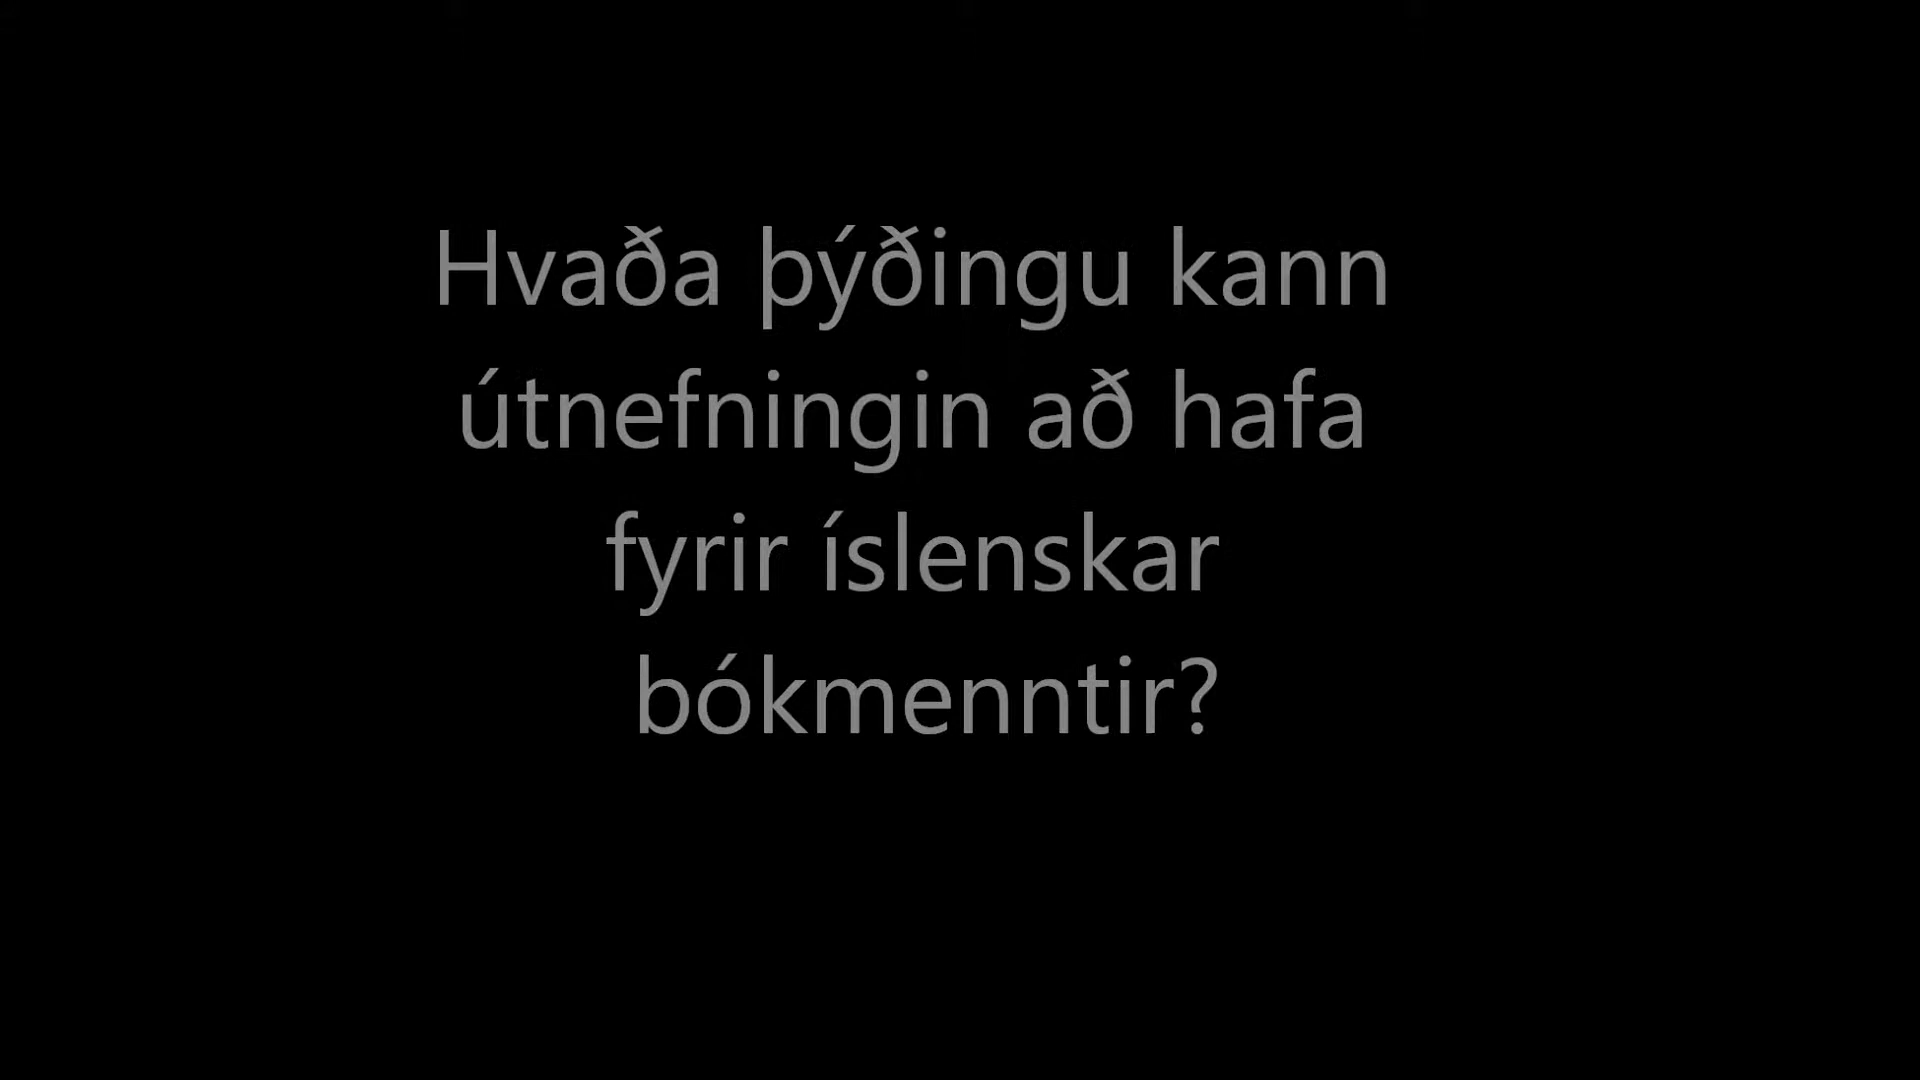 Hvaða þýðingu kann
útnefningin að hafa
fyrir íslenskar
bókmenntir?